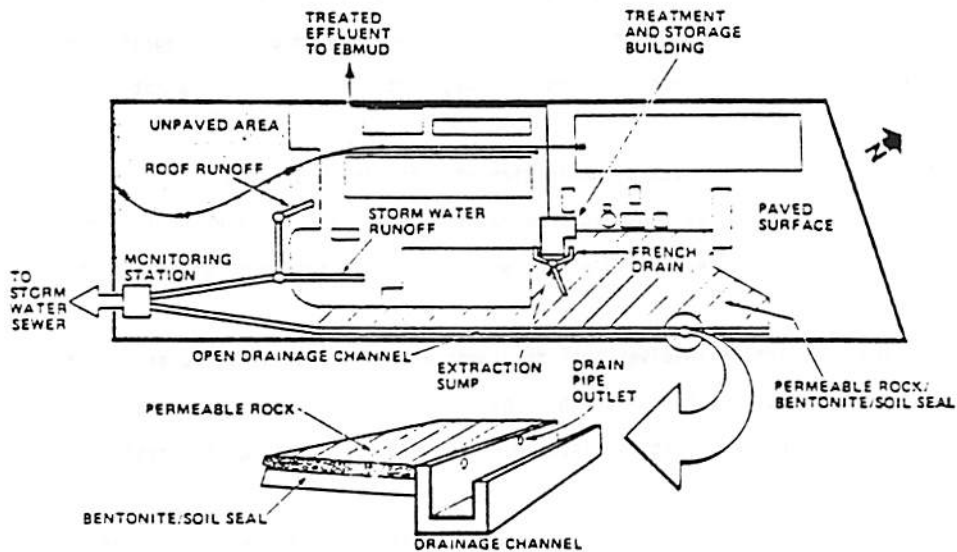 TREATED
EFFLUENT
TO EBMUD
TREATMENT
AND STORAGE
BUILDING
UNPAVED AREA
ROOF RUNOFF
N
STORM WATER
RUNOFF
PAVED
SURFACE
MONITORING
STATION
FRENCH
DRAIN
TO
STORM
WATER
SEWER
OPEN DRAINAGE CHANNEL
EXTRACTION
SUMP
DRAIN
PIPE
OUTLET
PERMEABLE ROCK/
BENTONITE/SOIL SEAL
PERMEABLE ROCK
BENTONITE/SOIL SEAL
DRAINAGE CHANNEL